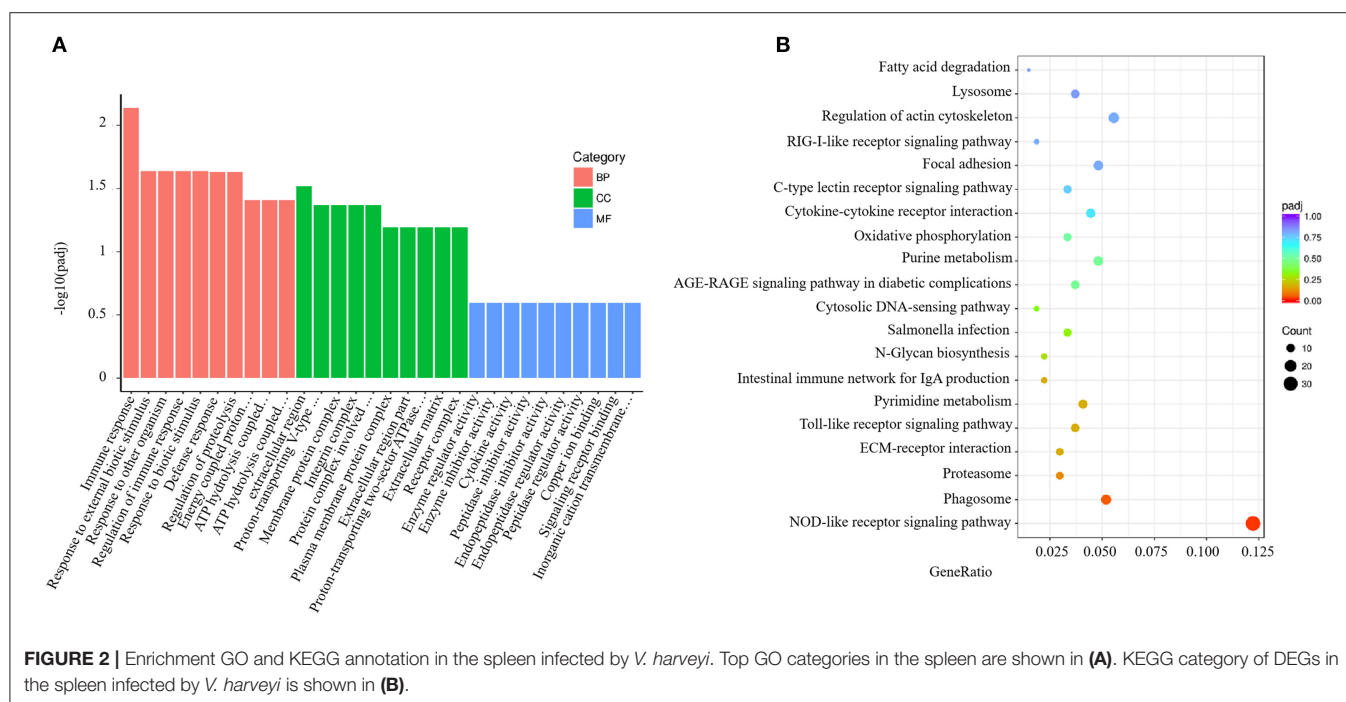 A
B
-log10(padj)
2
1.5
1
0.5
0
Category
BP
CC
MF
Immune response
Response to external biotic stimulus
Response to other organism
Regulation of immune response
Response to biotic stimulus
Defense response
Regulation of proteolysis
Energy coupled proton....
ATP hydrolysis coupled...
ATP hydrolysis coupled....
extracellular region
Proton-transporting V-type ...
Membrane protein complex
Integrin complex
Protein complex involved ...
Plasma membrane protein complex
Extracellular region part
Proton-transporting two-sector ATPase....
Extracellular matrix
Receptor complex
Enzyme regulator activity
Enzyme inhibitor activity
Cytokine activity
Peptidase inhibitor activity
Endopeptidase inhibitor activity
Endopeptidase regulator activity
Peptidase regulator activity
Copper ion binding
Signaling receptor binding
Inorganic cation transmembrane....
Fatty acid degradation
Lysosome
Regulation of actin cytoskeleton
RIG-I-like receptor signaling pathway
Focal adhesion
C-type lectin receptor signaling pathway
Cytokine-cytokine receptor interaction
Oxidative phosphorylation
Purine metabolism
AGE-RAGE signaling pathway in diabetic complications
Cytosolic DNA-sensing pathway
Salmonella infection
N-Glycan biosynthesis
Intestinal immune network for IgA production
Pyrimidine metabolism
Toll-like receptor signaling pathway
ECM-receptor interaction
Proteasome
Phagosome
NOD-like receptor signaling pathway
0.025 0.050 0.075 0.100 0.125
GeneRatio
padj
1.00
0.75
0.50
0.25
0.00
Count
10
20
30
FIGURE 2 | Enrichment GO and KEGG annotation in the spleen infected by V. harveyi. Top GO categories in the spleen are shown in (A). KEGG category of DEGs in
the spleen infected by V. harveyi is shown in (B).